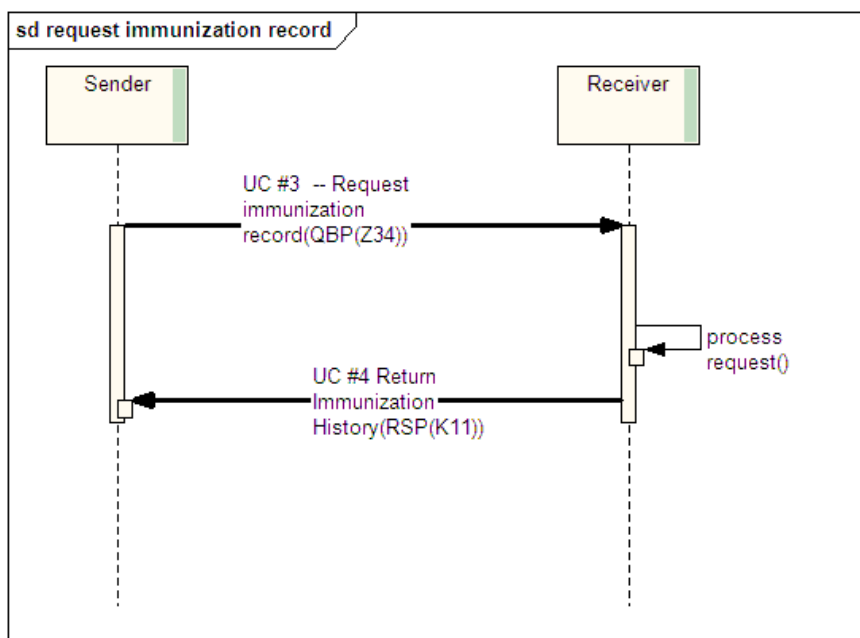 sd request immunization record
Sender
Receiver
UC #3  -- Request
immunization
record(QBP(Z34))
process
request()
UC #4 Return
Immunization
History(RSP(K11))